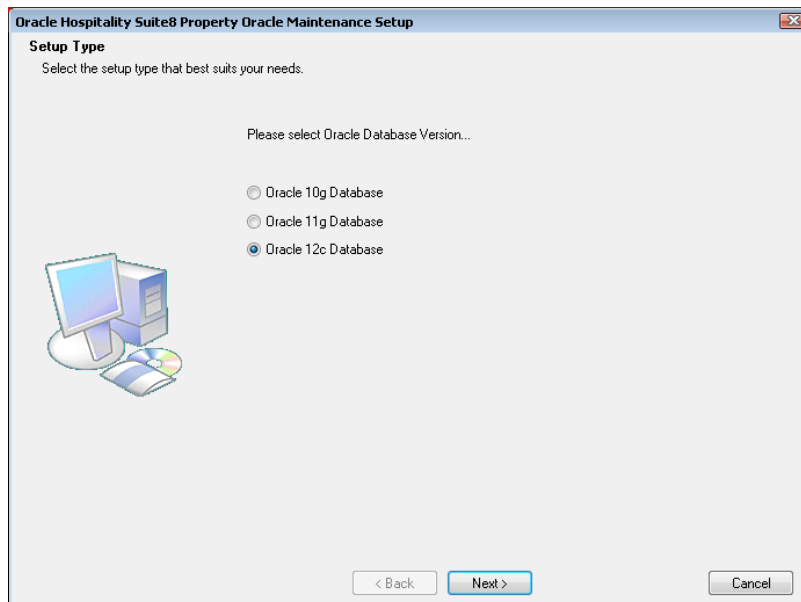 Oracle Hospitality Suite8 Property Oracle Maintenance Setup
Setup Type
Select the setup type that best suits your needs.
Please select Oracle Database Version...
Oracle 10g Database
Oracle 11g Database
Oracle 12c Database
< Back
Next >
Cancel